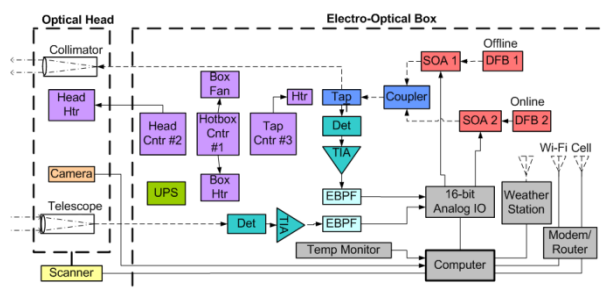 Optical Head
Electro-Optical Box
Collimator
Offline
SOA 1
DFB 1
Box
Fan
Head
Htr
Htr
Tap
Coupler
Online
Head
Cntr #2
Hotbox
Cntr
#1
Tap
Cntr #3
Det
SOA 2
DFB 2
TIA
Wi-Fi Cell
Camera
UPS
Box
Htr
EBPF
16-bit
Analog IO
Weather
Station
Telescope
Det
TIA
EBPF
Temp Monitor
Modem/
Router
Scanner
Computer